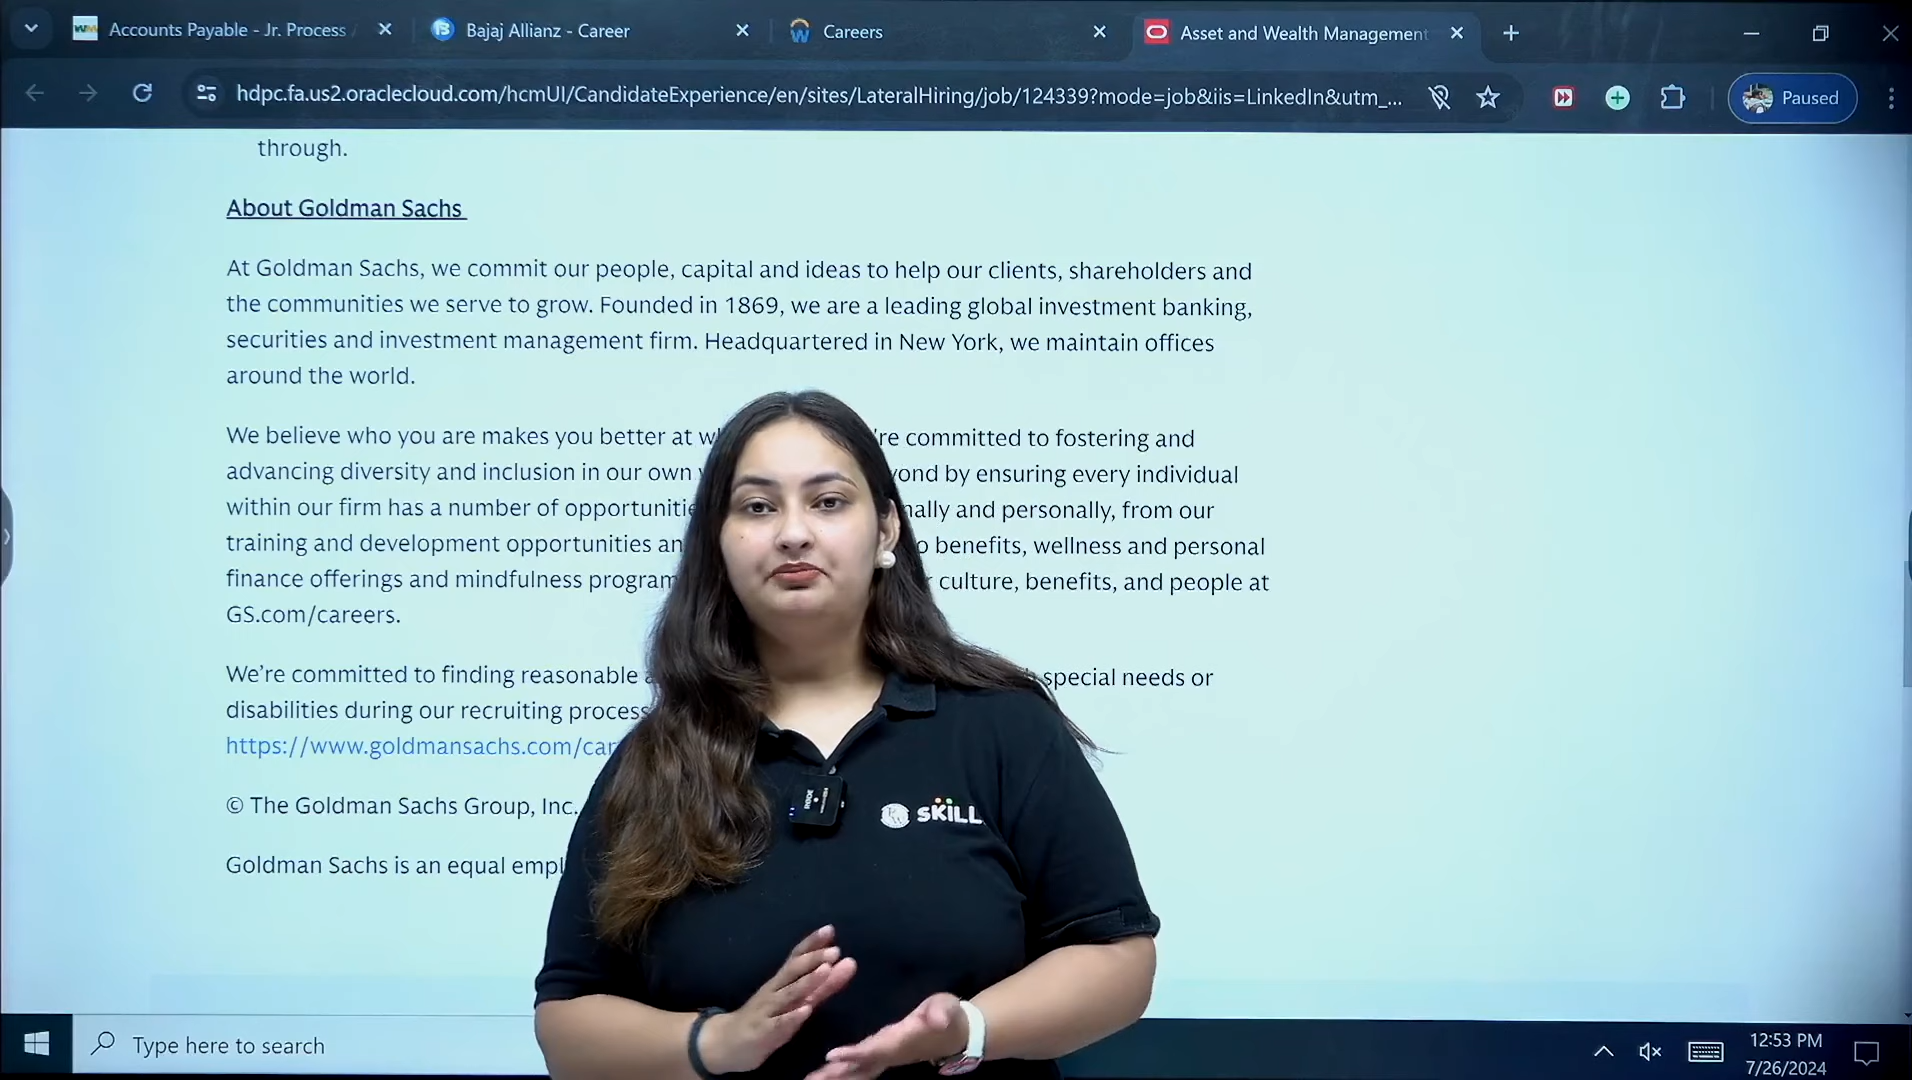 Accounts Payable - Jr. Process
Bajaj Allianz - Career
Careers
Asset and Wealth Management
hdpc.fa.us2.oraclecloud.com/hcmUI/CandidateExperience/en/sites/LateralHiring/job/124339?mode=job&iis=LinkedIn&utm_...
Paused
through.
About Goldman Sachs
At Goldman Sachs, we commit our people, capital and ideas to help our clients, shareholders and
the communities we serve to grow. Founded in 1869, we are a leading global investment banking,
securities and investment management firm. Headquartered in New York, we maintain offices
around the world.
We believe who you are makes you better at re committed to fostering and
advancing diversity and inclusion in our own ond by ensuring every individual
within our firm has a number of opportunitie nally and personally, from our
training and development opportunities an o benefits, wellness and personal
finance offerings and mindfulness program culture, benefits, and people at
GS.com/careers.
We’re committed to finding reasonable special needs or
disabilities during our recruiting process
https://www.goldmansachs.com/car
© The Goldman Sachs Group, Inc.
Goldman Sachs is an equal empl
RØDE
SKILL
Type here to search
12:53 PM
7/26/2024